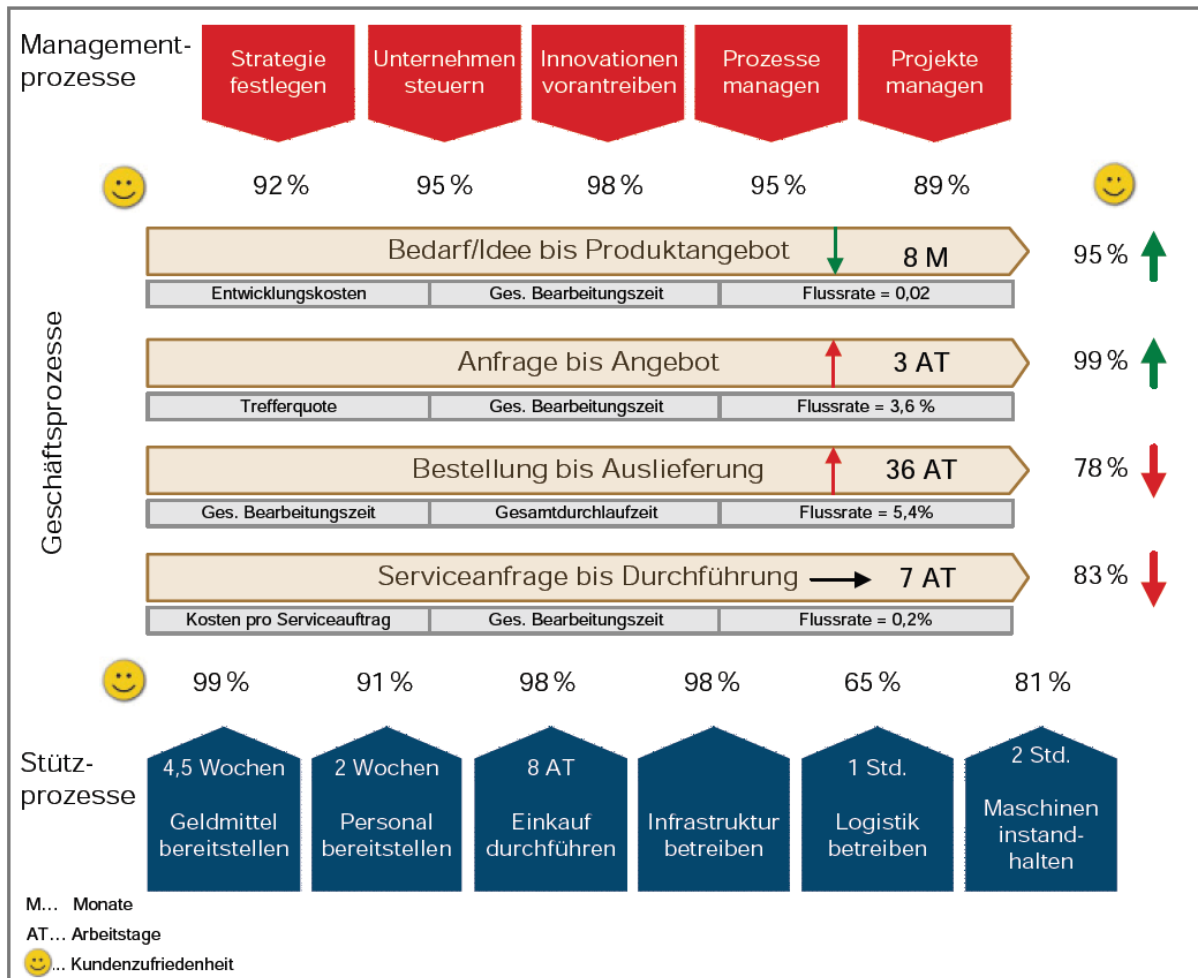 Management-
prozesse
Strategie
festlegen
Unternehmen
steuern
Innovationen
vorantreiben
Prozesse
managen
Projekte
managen
92 %
95 %
98 %
95 %
89 %
Geschäftsprozesse
Bedarf/Idee bis Produktangebot
8 M
95 %
Entwicklungskosten
Ges. Bearbeitungszeit
Flussrate = 0,02
Anfrage bis Angebot
3 AT
99 %
Trefferquote
Ges. Bearbeitungszeit
Flussrate = 3,6 %
Bestellung bis Auslieferung
36 AT
78 %
Ges. Bearbeitungszeit
Gesamtdurchlaufzeit
Flussrate = 5,4%
Serviceanfrage bis Durchführung
7 AT
83 %
Kosten pro Serviceauftrag
Ges. Bearbeitungszeit
Flussrate = 0,2%
99 %
91 %
98 %
98 %
65 %
81 %
Stütz-
prozesse
4,5 Wochen
Geldmittel
bereitstellen
2 Wochen
Personal
bereitstellen
8 AT
Einkauf
durchführen
Infrastruktur
betreiben
1 Std.
Logistik
betreiben
2 Std.
Maschinen
instand-
halten
M... Monate
AT... Arbeitstage
... Kundenzufriedenheit